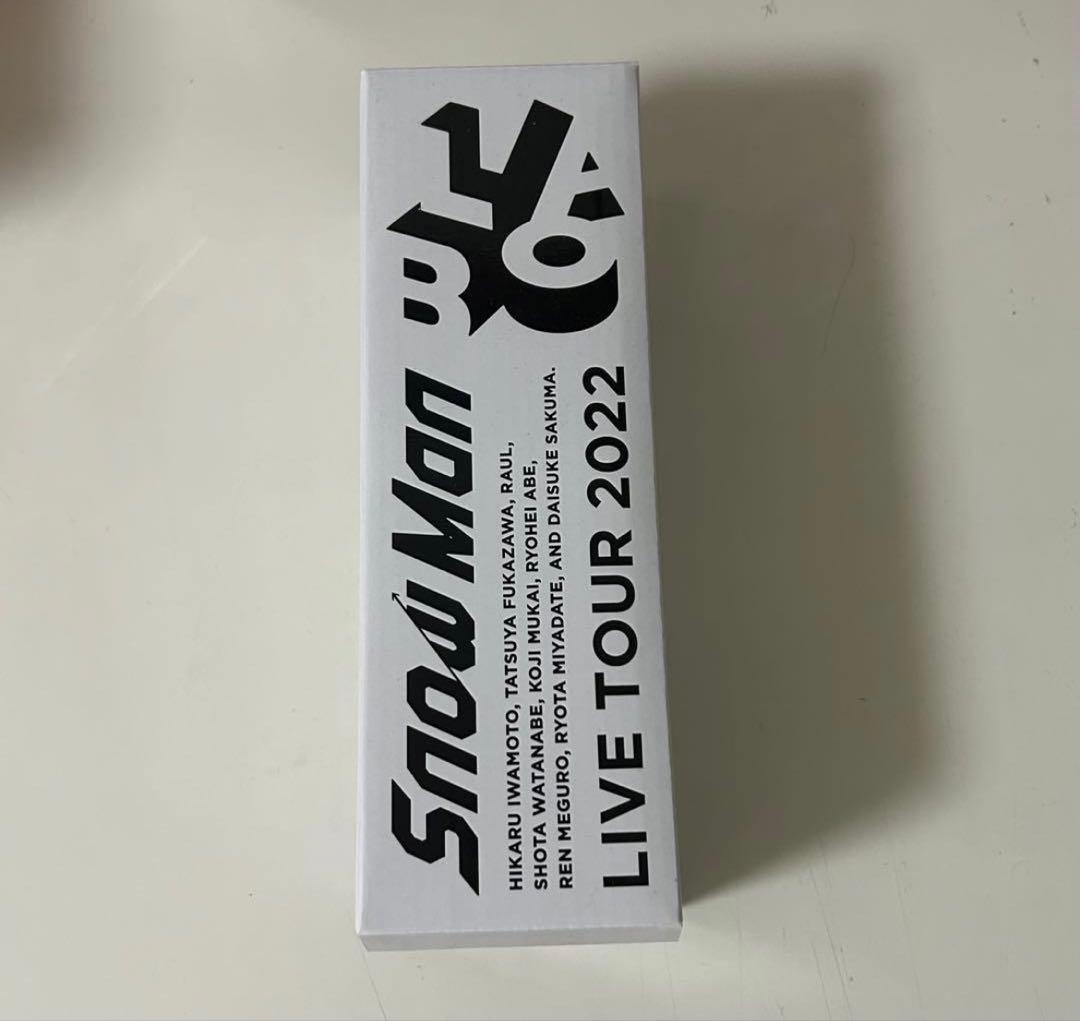 Snow Man
HIKARU IWAMOTO, TATSUYA FUKAZAWA, RAUL,
SHOTA WATANABE, KOJI MUKAI, RYOHEI ABE,
REN MEGURO, RYOTA MIYADATE, AND DAISUKE SAKUMA.
LIVE TOUR 2022